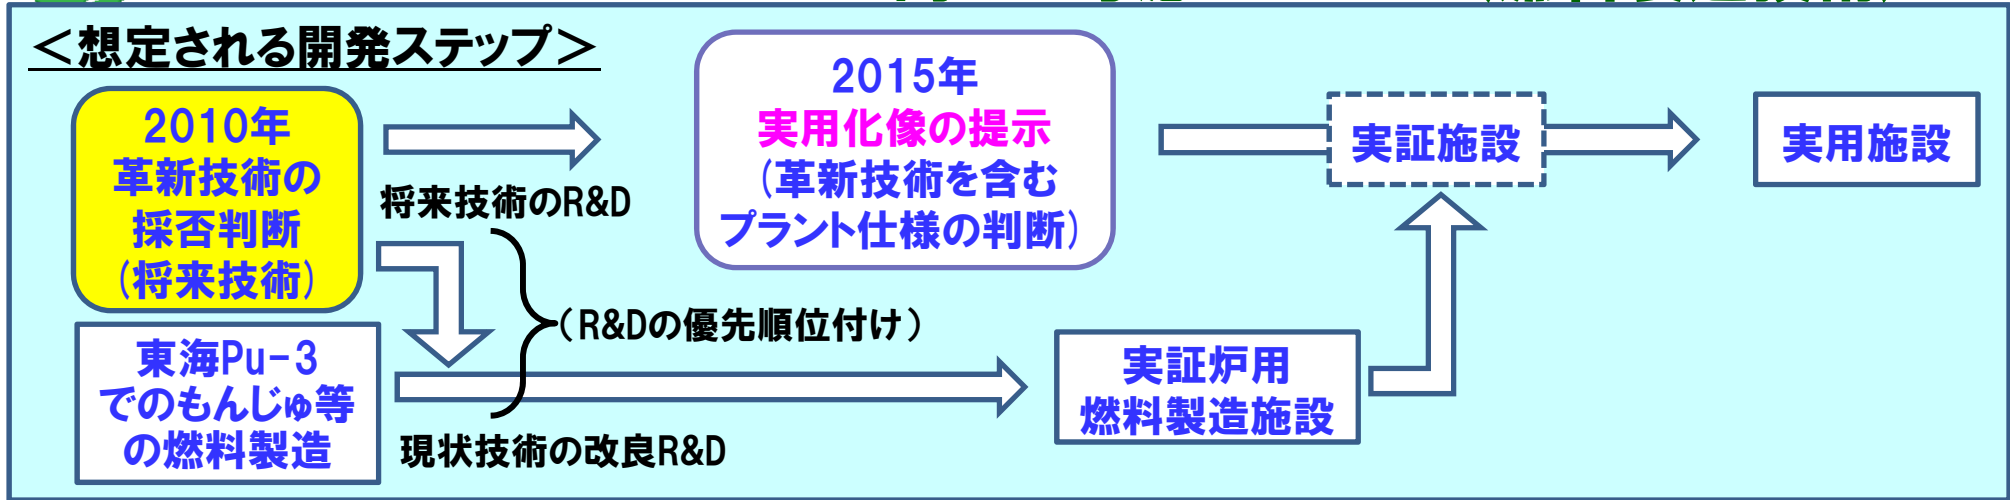 ＜想定される開発ステップ＞
2010年
革新技術の
採否判断
(将来技術)
将来技術のR&D
2015年
実用化像の提示
(革新技術を含む
プラント仕様の判断)
実証施設
実用施設
(R&Dの優先順位付け)
東海Pu-3
でのもんじゅ等
の燃料製造
現状技術の改良R&D
実証炉用
燃料製造施設